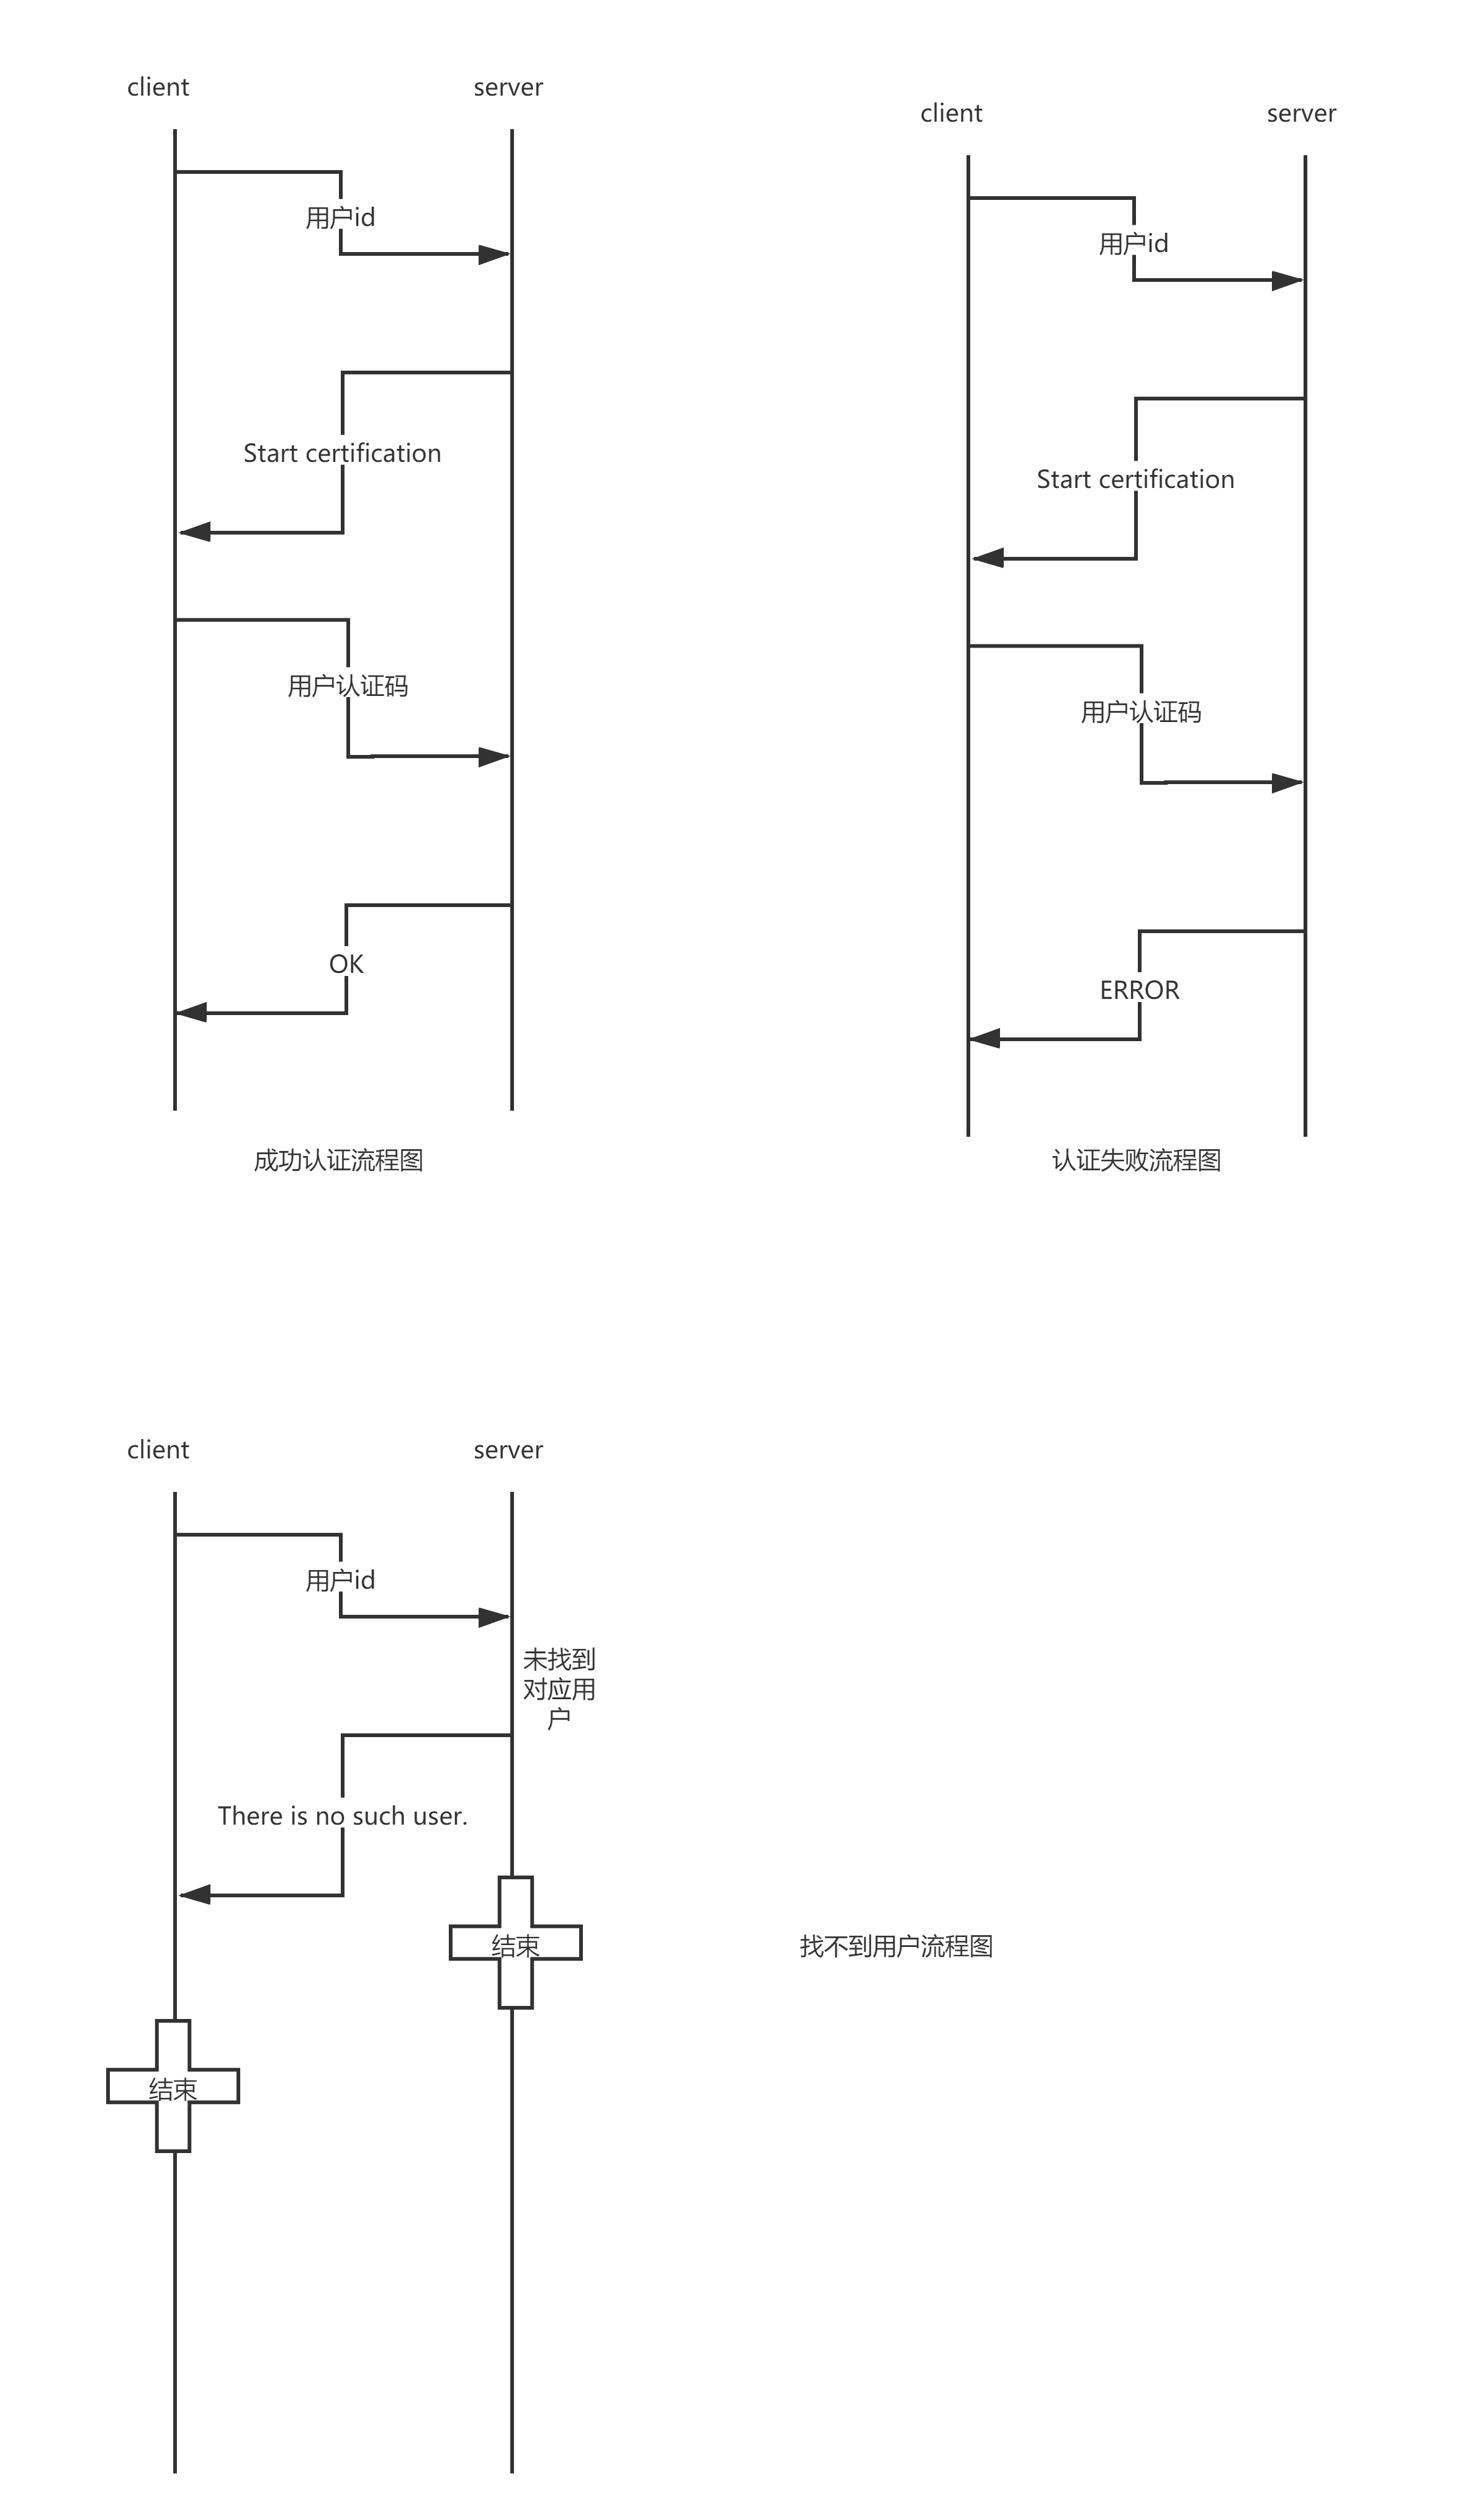 client
server
用户id
Start certification
用户认证码
OK
成功认证流程图
client
server
用户id
Start certification
用户认证码
ERROR
认证失败流程图
client
server
用户id
未找到
对应用
户
There is no such user.
结束
结束
找不到用户流程图